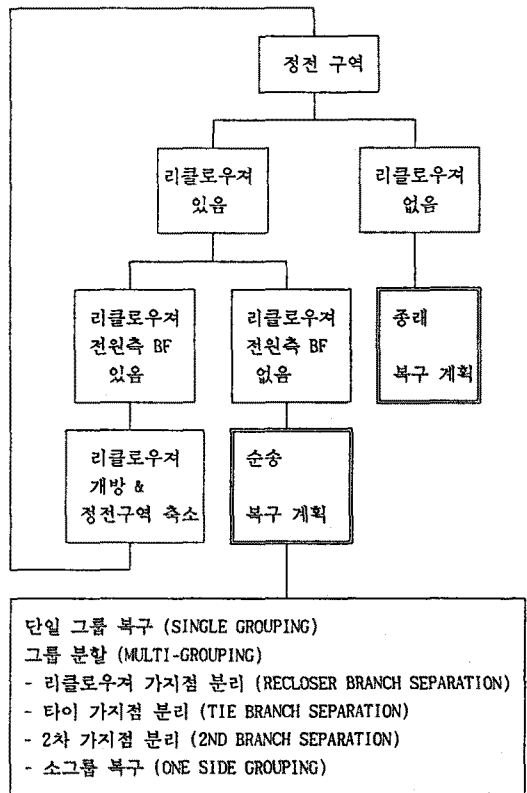 정전 구역
리클로우져
있음
리클로우져
없음
리클로우져
전원측 BF
있음
리클로우져
전원측 BF
없음
종래
복구 계획
리클로우져
개방 &
정전구역 축소
순송
복구 계획
단일 그룹 복구 (SINGLE GROUPING)
그룹 분할 (MULTI-GROUPING)
- 리클로우져 가지점 분리 (RECLOSER BRANCH SEPARATION)
- 타이 가지점 분리 (TIE BRANCH SEPARATION)
- 2차 가지점 분리 (2ND BRANCH SEPARATION)
- 소그룹 복구 (ONE SIDE GROUPING)